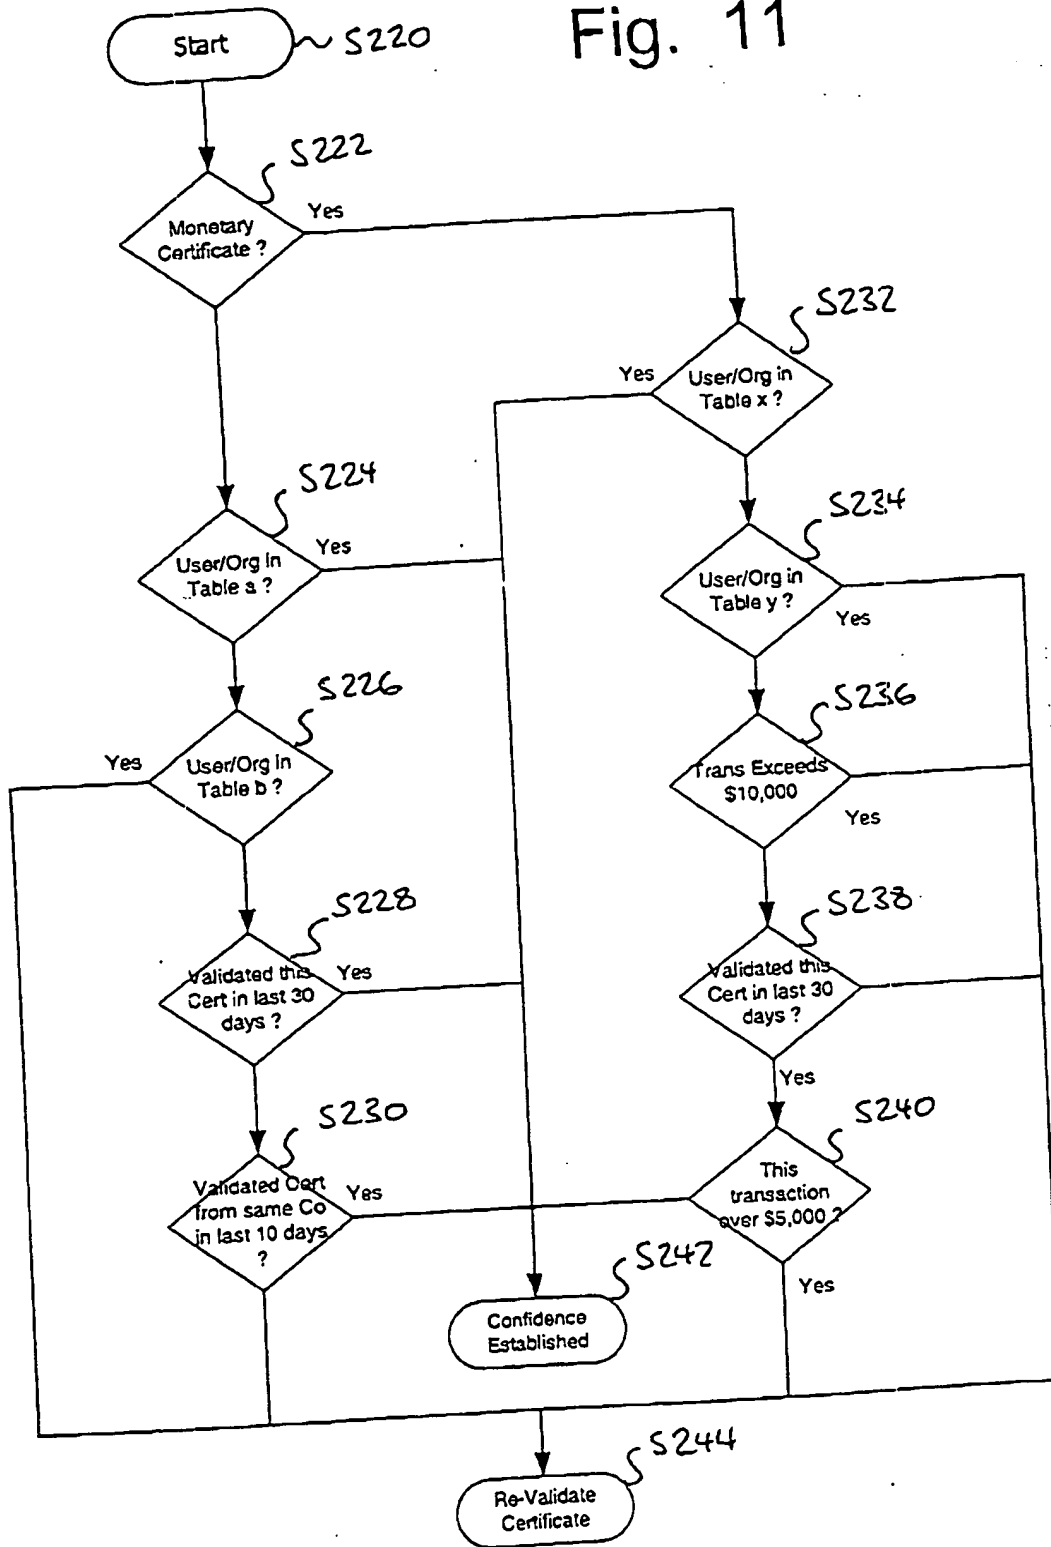 Fig. 11
Start
S220
S222
Monetary
Certificate ?
Yes
S232
User/Org in
Table x ?
Yes
S224
User/Org in
Table a ?
Yes
S234
User/Org in
Table y ?
Yes
S226
User/Org in
Table b ?
Yes
S236
Trans Exceeds
$10,000
Yes
S228
Validated this
Cert in last 30
days ?
Yes
S238
Validated this
Cert in last 30
days ?
Yes
S230
Validated Cert
from same Co
in last 10 days
?
Yes
S240
This
transaction
over $5,000 ?
Yes
S242
Confidence
Established
S244
Re-Validate
Certificate